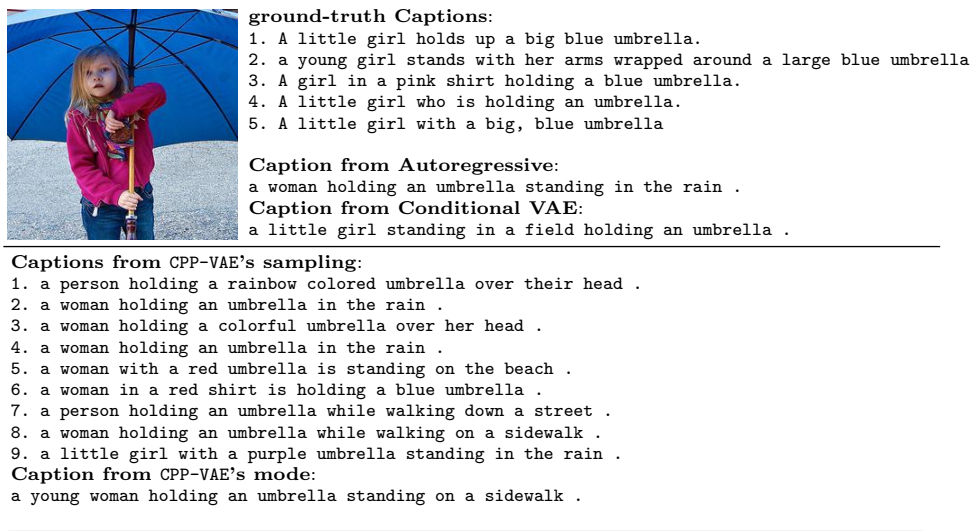 ground-truth Captions:
1. A little girl holds up a big blue umbrella.
2. a young girl stands with her arms wrapped around a large blue umbrella
3. A girl in a pink shirt holding a blue umbrella.
4. A little girl who is holding an umbrella.
5. A little girl with a big, blue umbrella
Caption from Autoregressive:
a woman holding an umbrella standing in the rain .
Caption from Conditional VAE:
a little girl standing in a field holding an umbrella .
Captions from CPP-VAE's sampling:
1. a person holding a rainbow colored umbrella over their head .
2. a woman holding an umbrella in the rain .
3. a woman holding a colorful umbrella over her head .
4. a woman holding an umbrella in the rain .
5. a woman with a red umbrella is standing on the beach .
6. a woman in a red shirt is holding a blue umbrella .
7. a person holding an umbrella while walking down a street .
8. a woman holding an umbrella while walking on a sidewalk .
9. a little girl with a purple umbrella standing in the rain .
Caption from CPP-VAE's mode:
a young woman holding an umbrella standing on a sidewalk .